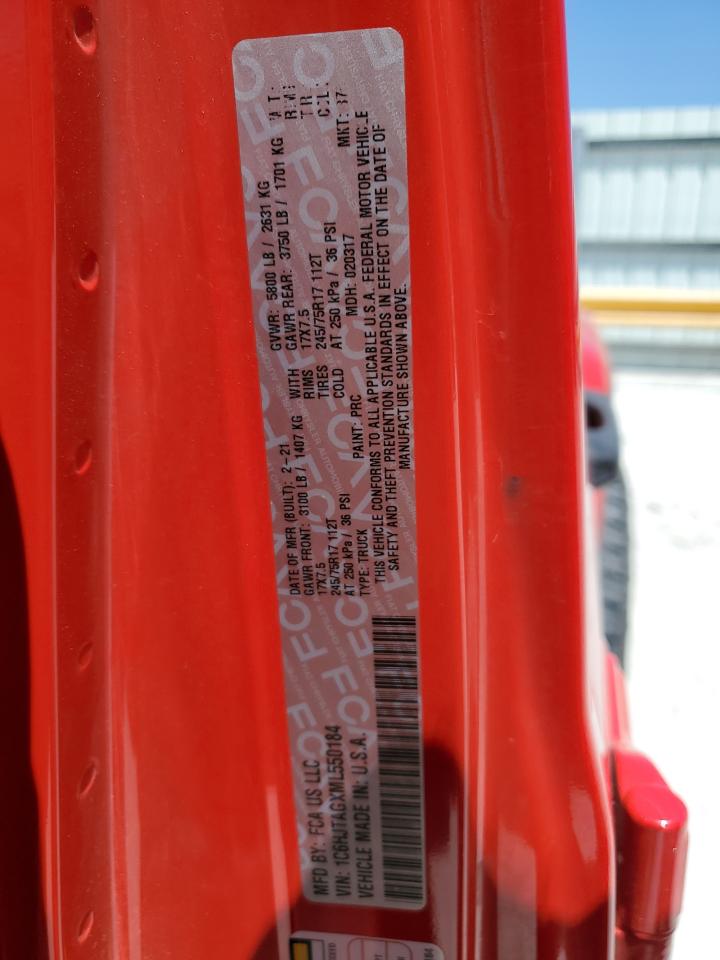 MFD BY: FCA US LLC
DATE OF MFR (BUILT): 2-21
GVWR: 5800 LB / 2631 KG
GAWR FRONT: 3100 LB / 1407 KG WITH GAWR REAR: 3750 LB / 1701 KG
17X7.5 RIMS 17X7.5
245/75R17 112T TIRES 245/75R17 112T
AT 250 kPa / 36 PSI COLD AT 250 kPa / 36 PSI
VIN: 1C6HJTAGXML550184
TYPE: TRUCK PAINT: PRC MDH: 020317 MKT:
VEHICLE MADE IN: U.S.A.
THIS VEHICLE CONFORMS TO ALL APPLICABLE U.S.A. FEDERAL MOTOR VEHICLE
SAFETY AND THEFT PREVENTION STANDARDS IN EFFECT ON THE DATE OF
MANUFACTURE SHOWN ABOVE.